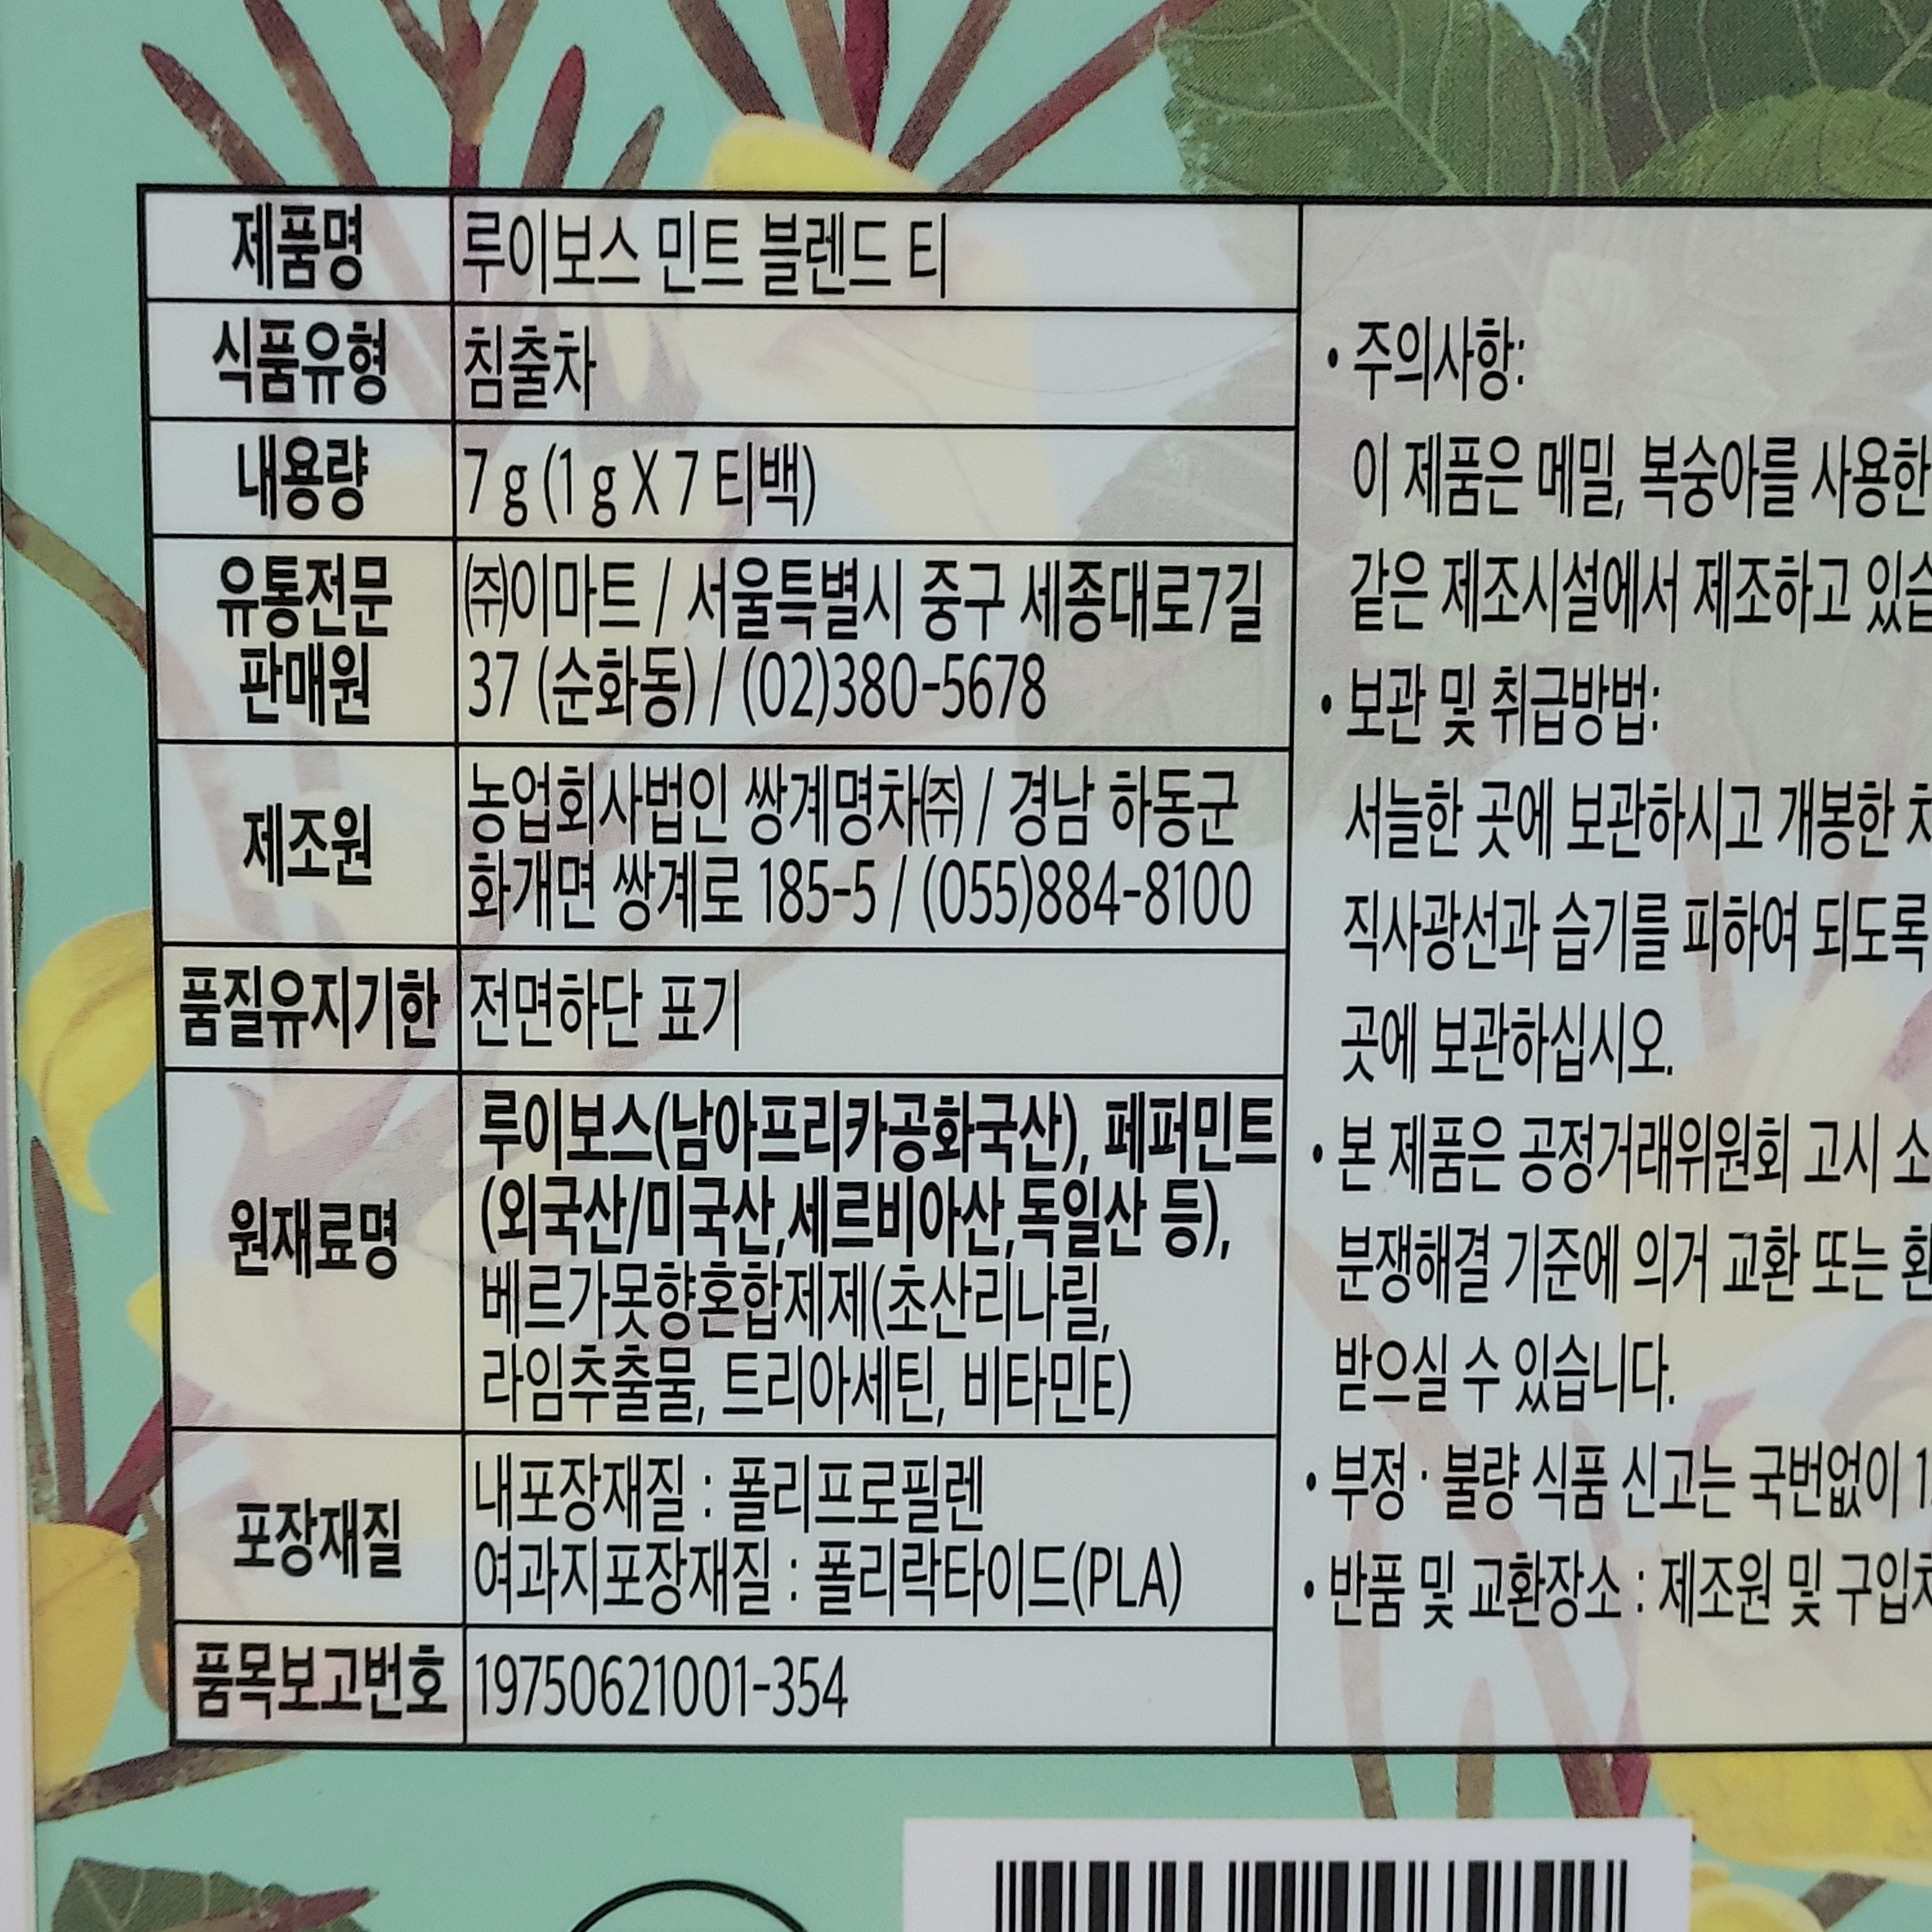 제품명
루이보스 민트 블렌드 티
식품유형
침출차
내용량
7 g (1 g X 7 티백)
유통전문
판매원
㈜이마트 / 서울특별시 중구 세종대로7길
37 (순화동) / (02)380-5678
제조원
농업회사법인 쌍계명차㈜ / 경남 하동군
화개면 쌍계로 185-5 / (055)884-8100
품질유지기한
전면하단 표기
원재료명
루이보스(남아프리카공화국산), 페퍼민트
(외국산/미국산,세르비아산,독일산 등),
베르가못향혼합제제(초산리나릴,
라임추출물, 트리아세틴, 비타민E)
포장재질
내포장재질 : 폴리프로필렌
여과지포장재질 : 폴리락타이드(PLA)
품목보고번호
19750621001-354
• 주의사항:
이 제품은 메밀, 복숭아를 사용한
같은 제조시설에서 제조하고
• 보관 및 취급방법:
서늘한 곳에 보관하시고 개봉한
직사광선과 습기를 피하여 되도록
곳에 보관하십시오.
• 본 제품은 공정거래위원회 고시
분쟁해결 기준에 의거 교환 또는
받으실 수 있습니다.
• 부정 · 불량 식품 신고는 국번없이
• 반품 및 교환장소 : 제조원 및